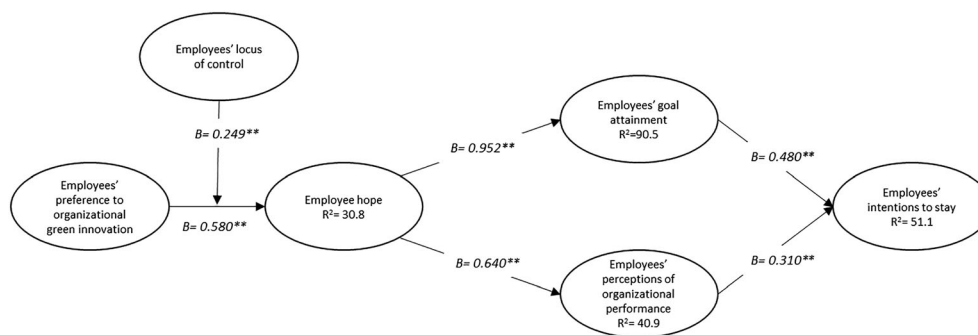 Employees' locus
of control
B= 0.249**
Employees'
preference to
organizational
green innovation
B= 0.580**
Employee hope
R²= 30.8
B= 0.952**
Employees' goal
attainment
R²=90.5
B= 0.480**
B= 0.640**
Employees'
perceptions of
organizational
performance
R²= 40.9
B= 0.310**
Employees'
intentions to stay
R²= 51.1